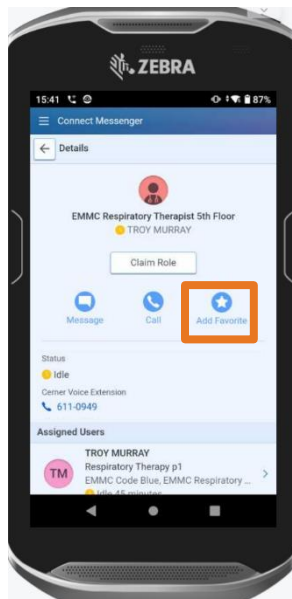 ZEBRA
15:41 87%
Connect Messenger
Details
EMMC Respiratory Therapist 5th Floor
TROY MURRAY
Claim Role
Message Call Add Favorite
Status
Idle
Cerner Voice Extension
611-0949
Assigned Users
TROY MURRAY
TM Respiratory Therapy p1
EMMC Code Blue, EMMC Respiratory ...
Idle 45 minutes